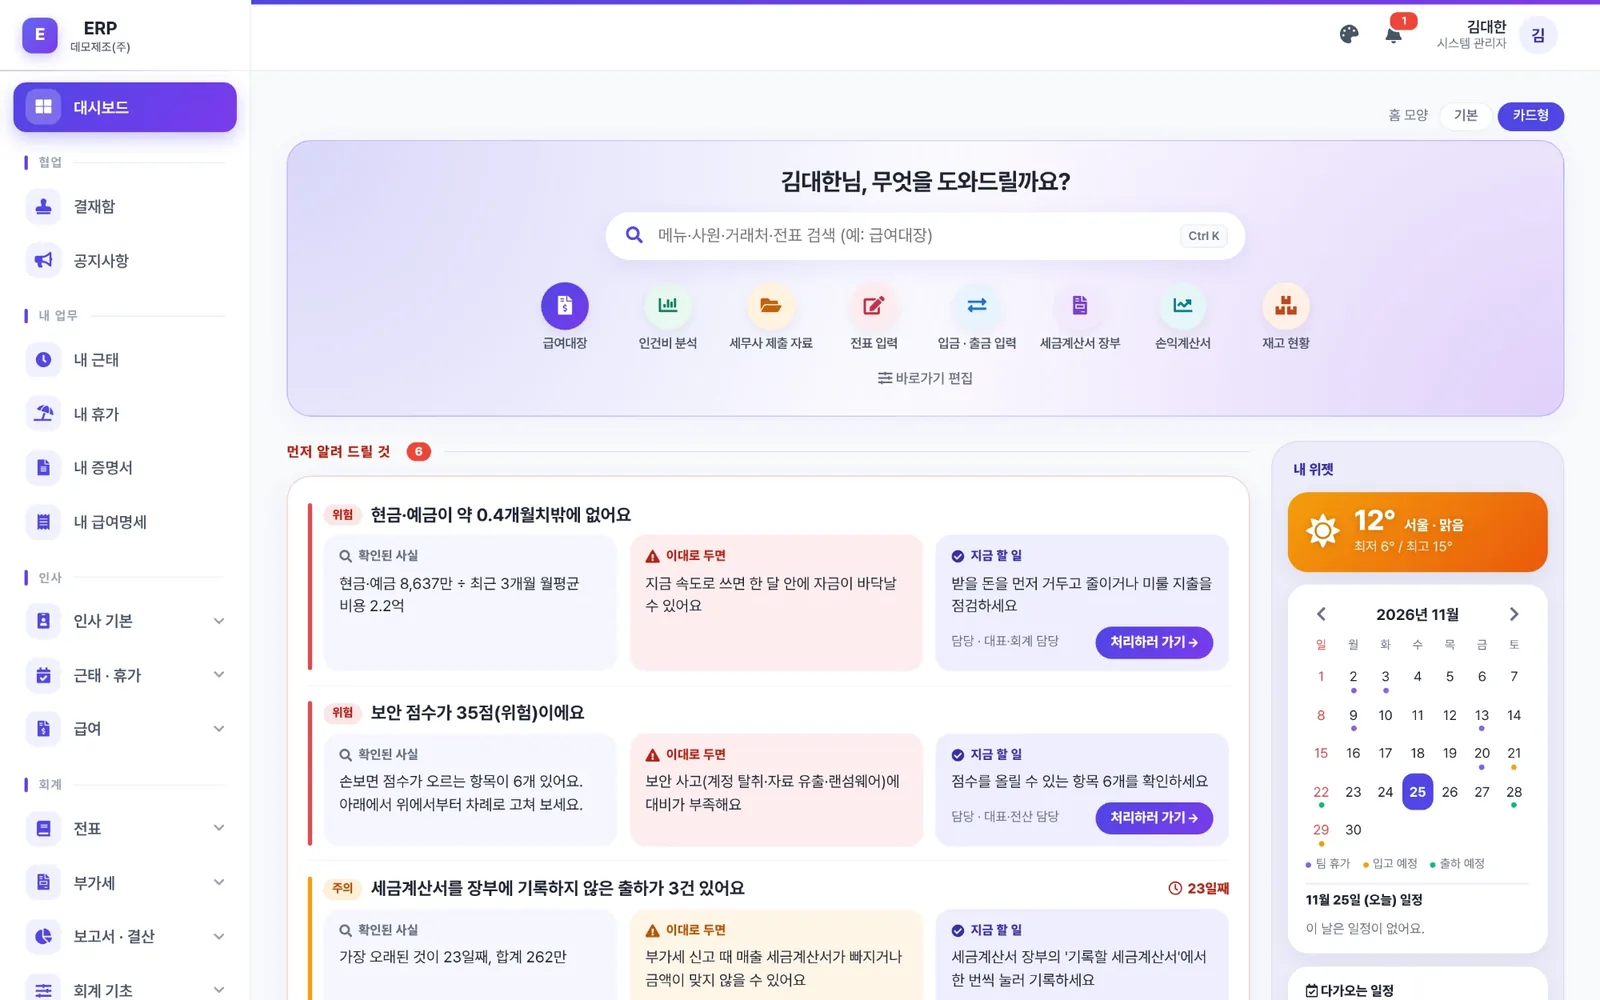 E
ERP
데모제조(주)
1
김대한
시스템 관리자
김
대시보드
협업
결재함
공지사항
내 업무
내 근태
내 휴가
내 증명서
내 급여명세
인사
인사 기본
근태 · 휴가
급여
회계
전표
부가세
보고서 · 결산
회계 기초
홈 모양
기본
카드형
김대한님, 무엇을 도와드릴까요?
메뉴·사원·거래처·전표 검색 (예: 급여대장)
Ctrl K
급여대장
인건비 분석
세무사 제출 자료
전표 입력
입금 · 출금 입력
세금계산서 장부
손익계산서
재고 현황
바로가기 편집
먼저 알려 드릴 것 6
위험 현금·예금이 약 0.4개월치밖에 없어요
확인된 사실
현금·예금 8,637만 ÷ 최근 3개월 월평균
비용 2.2억
이대로 두면
지금 속도로 쓰면 한 달 안에 자금이 바닥날
수 있어요
지금 할 일
받을 돈을 먼저 거두고 줄이거나 미룰 지출을
점검하세요
담당 · 대표·회계 담당
처리하러 가기→
위험 보안 점수가 35점(위험)이에요
확인된 사실
손보면 점수가 오르는 항목이 6개 있어요.
아래에서 위에서부터 차례로 고쳐 보세요.
이대로 두면
보안 사고(계정 탈취·자료 유출·랜섬웨어)에
대비가 부족해요
지금 할 일
점수를 올릴 수 있는 항목 6개를 확인하세요
담당 · 대표·전산 담당
처리하러 가기→
주의 세금계산서를 장부에 기록하지 않은 출하가 3건 있어요
23일째
확인된 사실
가장 오래된 것이 23일째, 합계 262만
이대로 두면
부가세 신고 때 매출 세금계산서가 빠지거나
금액이 맞지 않을 수 있어요
지금 할 일
세금계산서 장부의 '기록할 세금계산서'에서
한 번씩 눌러 기록하세요
내 위젯
12° 서울 · 맑음
최저 6° / 최고 15°
2026년 11월
일 월 화 수 목 금 토
1 2 3 4 5 6 7
8 9 10 11 12 13 14
15 16 17 18 19 20 21
22 23 24 25 26 27 28
29 30
팀 휴가 입고 예정 출하 예정
11월 25일 (오늘) 일정
이 날은 일정이 없어요.
다가오는 일정